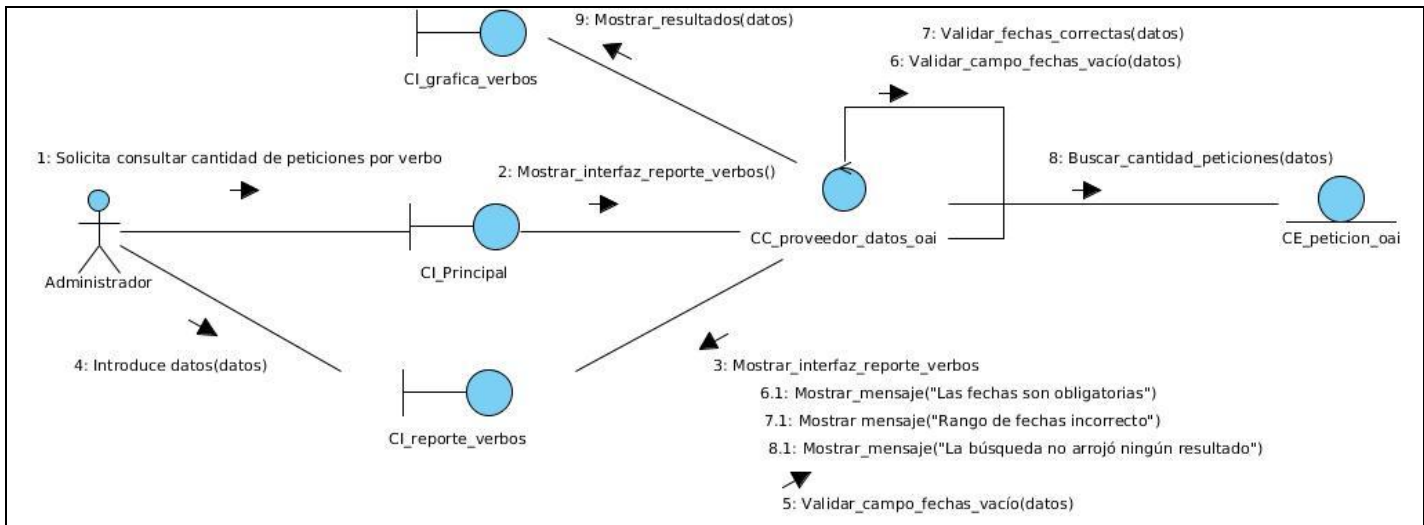 9: Mostrar_resultados(datos)
7: Validar_fechas_correctas(datos)
6: Validar_campo_fechas_vacío(datos)
CI_grafica_verbos
1: Solicita consultar cantidad de peticiones por verbo
2: Mostrar_interfaz_reporte_verbos()
8: Buscar_cantidad_peticiones(datos)
CC_proveedor_datos_oai
CE_peticion_oai
CI_Principal
Administrador
4: Introduce datos(datos)
3: Mostrar_interfaz_reporte_verbos
6.1: Mostrar_mensaje("Las fechas son obligatorias")
7.1: Mostrar mensaje("Rango de fechas incorrecto")
CI_reporte_verbos
8.1: Mostrar_mensaje("La búsqueda no arrojó ningún resultado")
5: Validar_campo_fechas_vacío(datos)